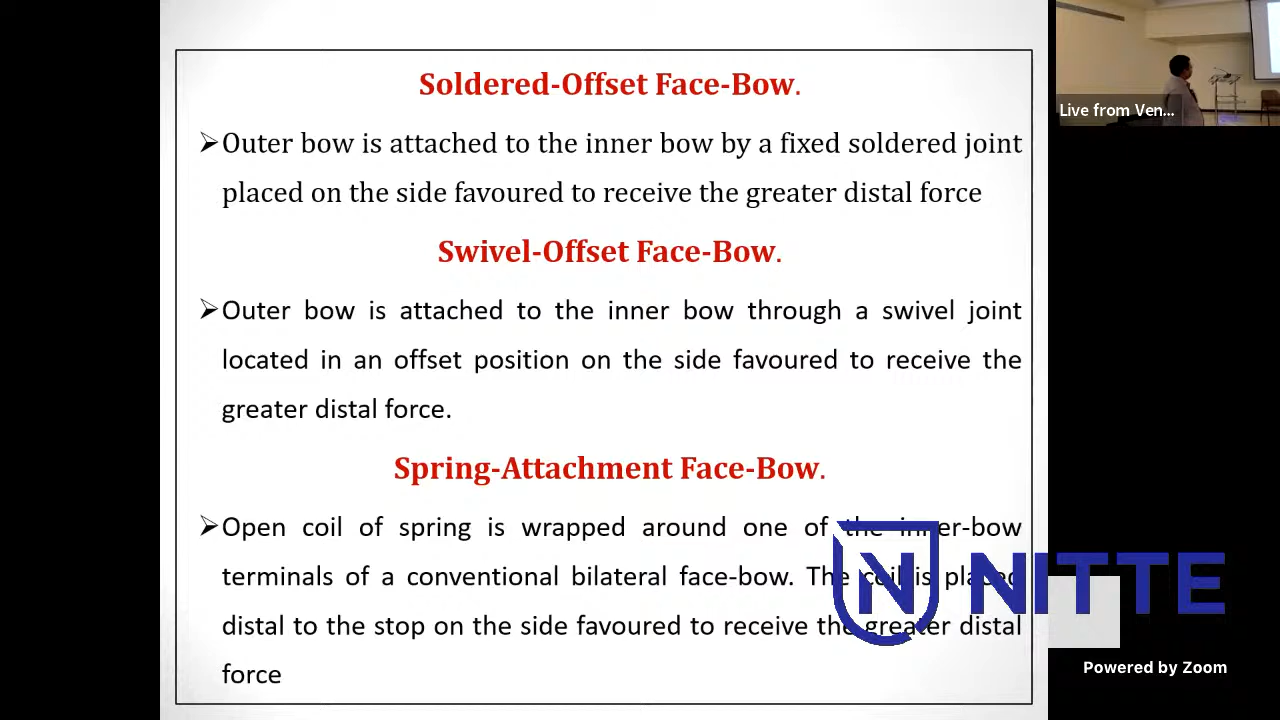 Soldered-Offset Face-Bow.
➢Outer bow is attached to the inner bow by a fixed soldered joint
placed on the side favoured to receive the greater distal force
Swivel-Offset Face-Bow.
➢Outer bow is attached to the inner bow through a swivel joint
located in an offset position on the side favoured to receive the
greater distal force.
Spring-Attachment Face-Bow.
➢Open coil of spring is wrapped around one of the inner-bow
terminals of a conventional bilateral face-bow. The coil is placed
distal to the stop on the side favoured to receive the greater distal
force
Live from Ven...
N NITTE
Powered by Zoom